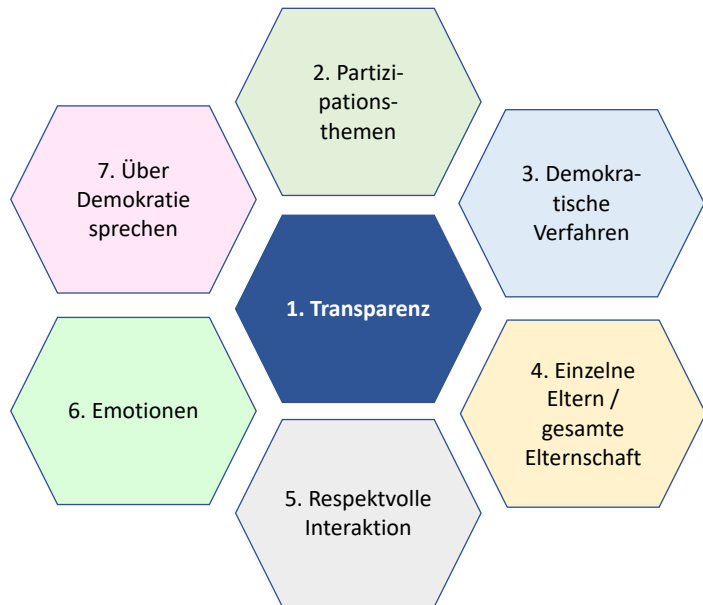 1. Transparenz
2. Partizi-
pations-
themen
3. Demokra-
tische
Verfahren
4. Einzelne
Eltern /
gesamte
Elternschaft
5. Respektvolle
Interaktion
6. Emotionen
7. Über
Demokratie
sprechen